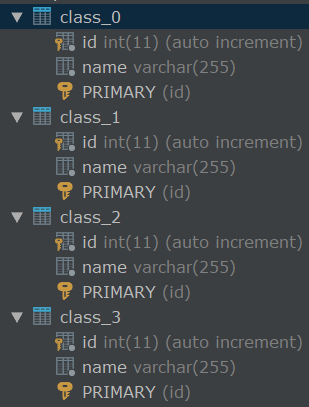 class_0
id int(11) (auto increment)
name varchar(255)
PRIMARY (id)
class_1
id int(11) (auto increment)
name varchar(255)
PRIMARY (id)
class_2
id int(11) (auto increment)
name varchar(255)
PRIMARY (id)
class_3
id int(11) (auto increment)
name varchar(255)
PRIMARY (id)